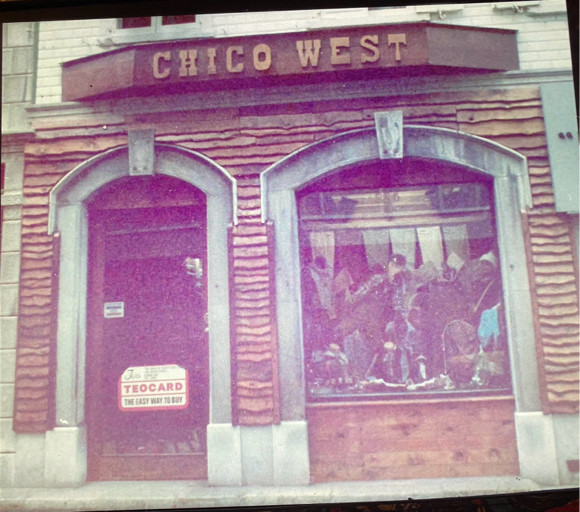 CHICO WEST
TEOCARD
THE EASY WAY TO BUY